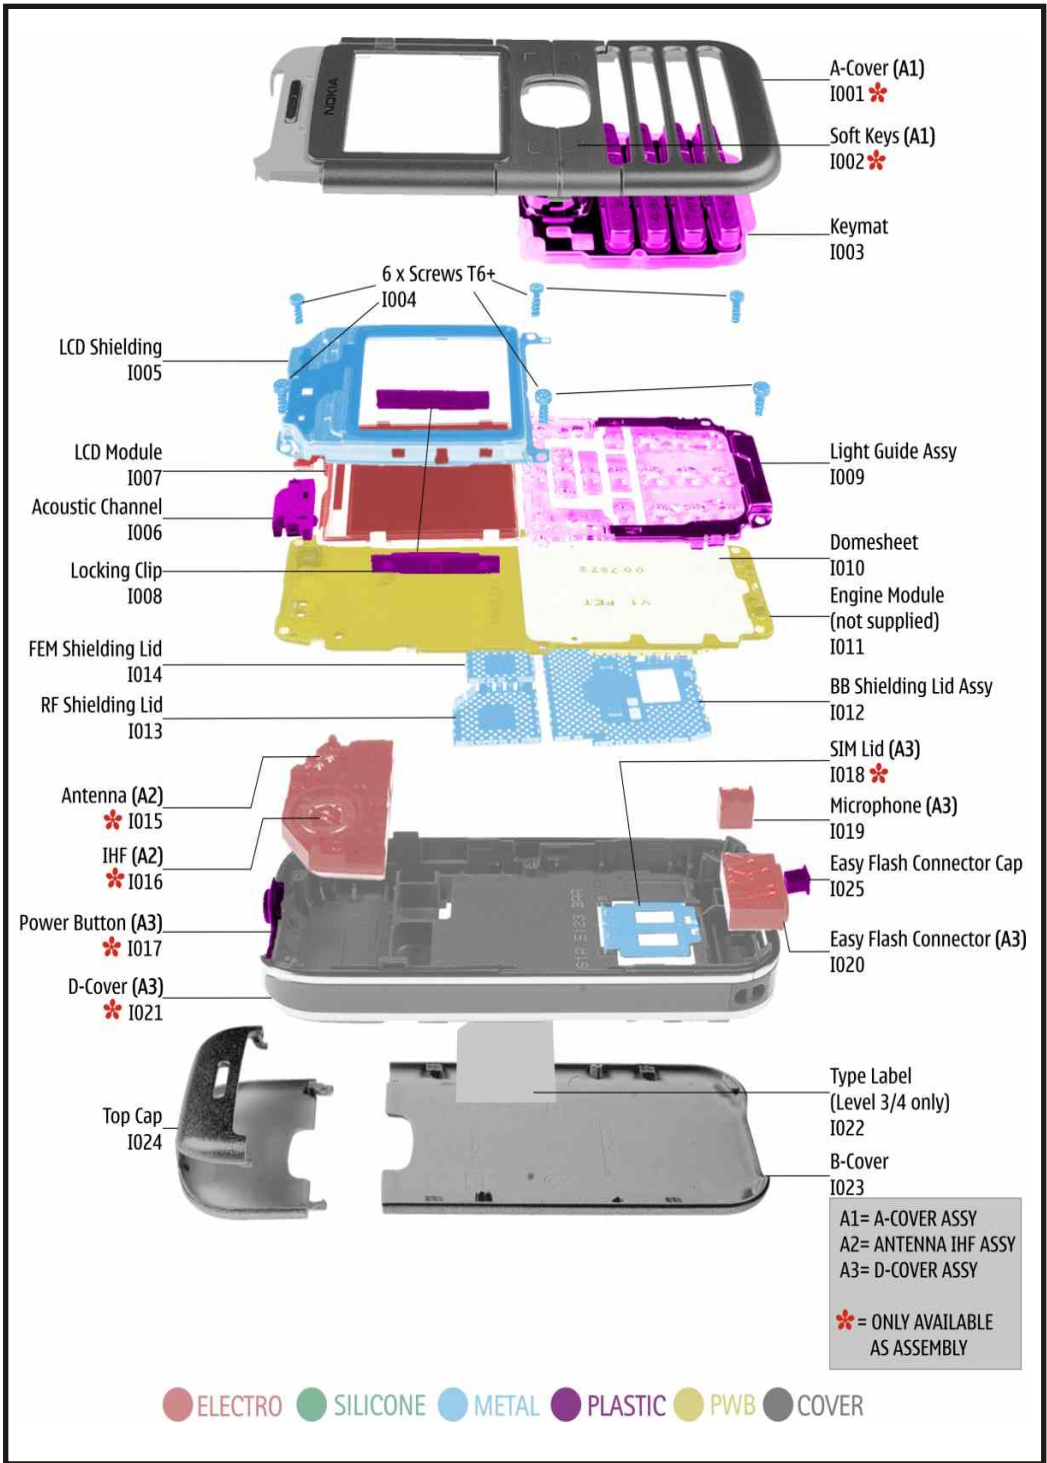 NOKIA
A-Cover (A1)
I001 *
Soft Keys (A1)
I002 *
Keymat
I003
6 x Screws T6+
I004
LCD Shielding
I005
LCD Module
I007
Light Guide Assy
I009
Acoustic Channel
I006
Domesheet
I010
Locking Clip
I008
Engine Module
(not supplied)
I011
V1 PET
FEM Shielding Lid
I014
BB Shielding Lid Assy
I012
RF Shielding Lid
I013
SIM Lid (A3)
I018 *
Antenna (A2)
* I015
Microphone (A3)
I019
IHF (A2)
* I016
Easy Flash Connector Cap
I025
Power Button (A3)
* I017
Easy Flash Connector (A3)
I020
D-Cover (A3)
* I021
Type Label
(Level 3/4 only)
I022
Top Cap
I024
B-Cover
I023
A1= A-COVER ASSY
A2= ANTENNA IHF ASSY
A3= D-COVER ASSY
* = ONLY AVAILABLE
AS ASSEMBLY
ELECTRO SILICONE METAL PLASTIC PWB COVER